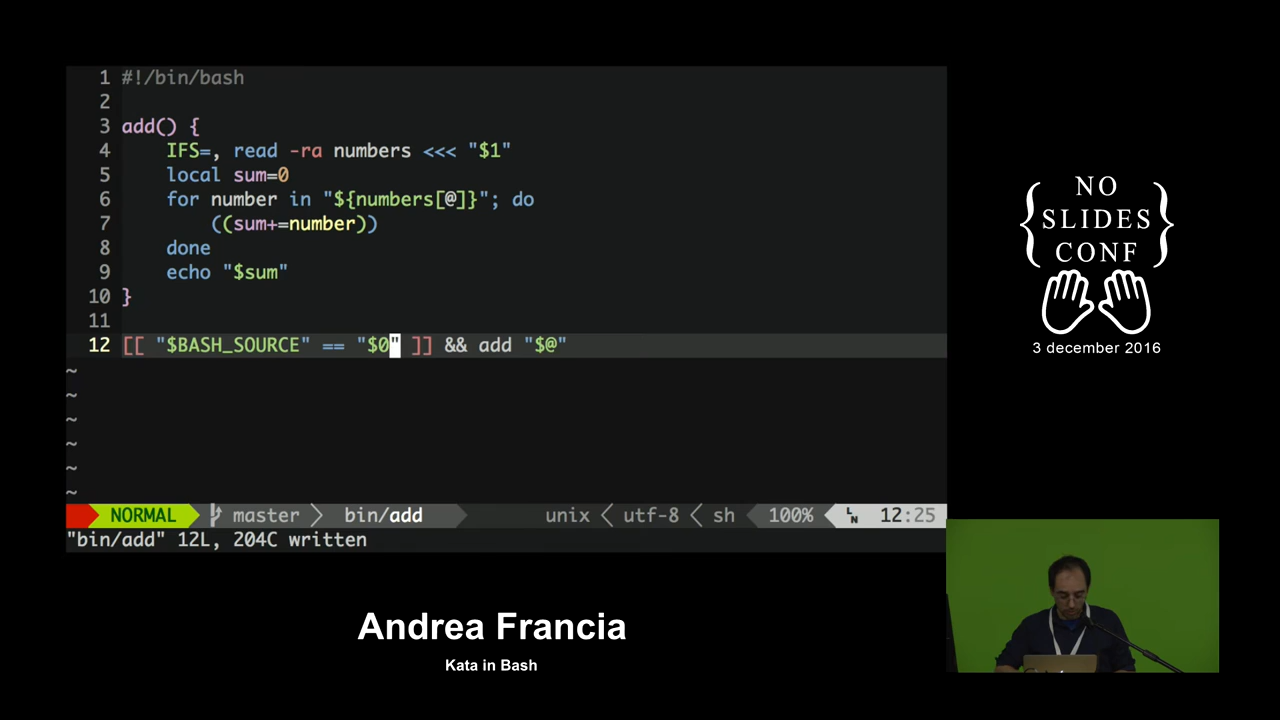 1 #!/bin/bash
2
3 add() {
4     IFS=, read -ra numbers <<< "$1"
5     local sum=0
6     for number in "${numbers[@]}"; do
7         ((sum+=number))
8     done
9     echo "$sum"
10 }
11
12 [[ "$BASH_SOURCE" == "$0" ]] && add "$@"
~
~
~
~
~
~
NORMAL master bin/add unix utf-8 sh 100% LN 12:25
"bin/add" 12L, 204C written
{ NO
SLIDES
CONF }
3 december 2016
Andrea Francia
Kata in Bash